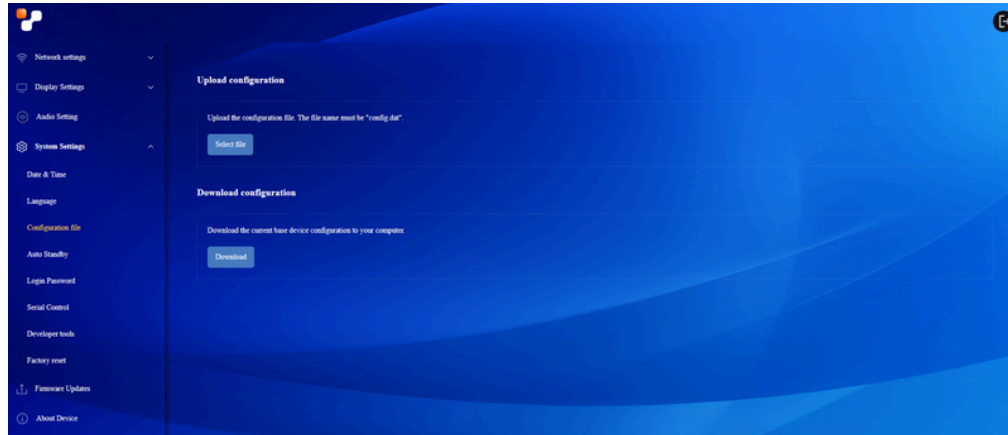 Network settings
Display Settings
Audio Setting
System Settings
Date & Time
Language
Configuration file
Auto Standby
Login Password
Serial Control
Developer tools
Factory reset
Firmware Updates
About Device
Upload configuration
Upload the configuration file. The file name must be "config.dat".
Select file
Download configuration
Download the current base device configuration to your computer.
Download